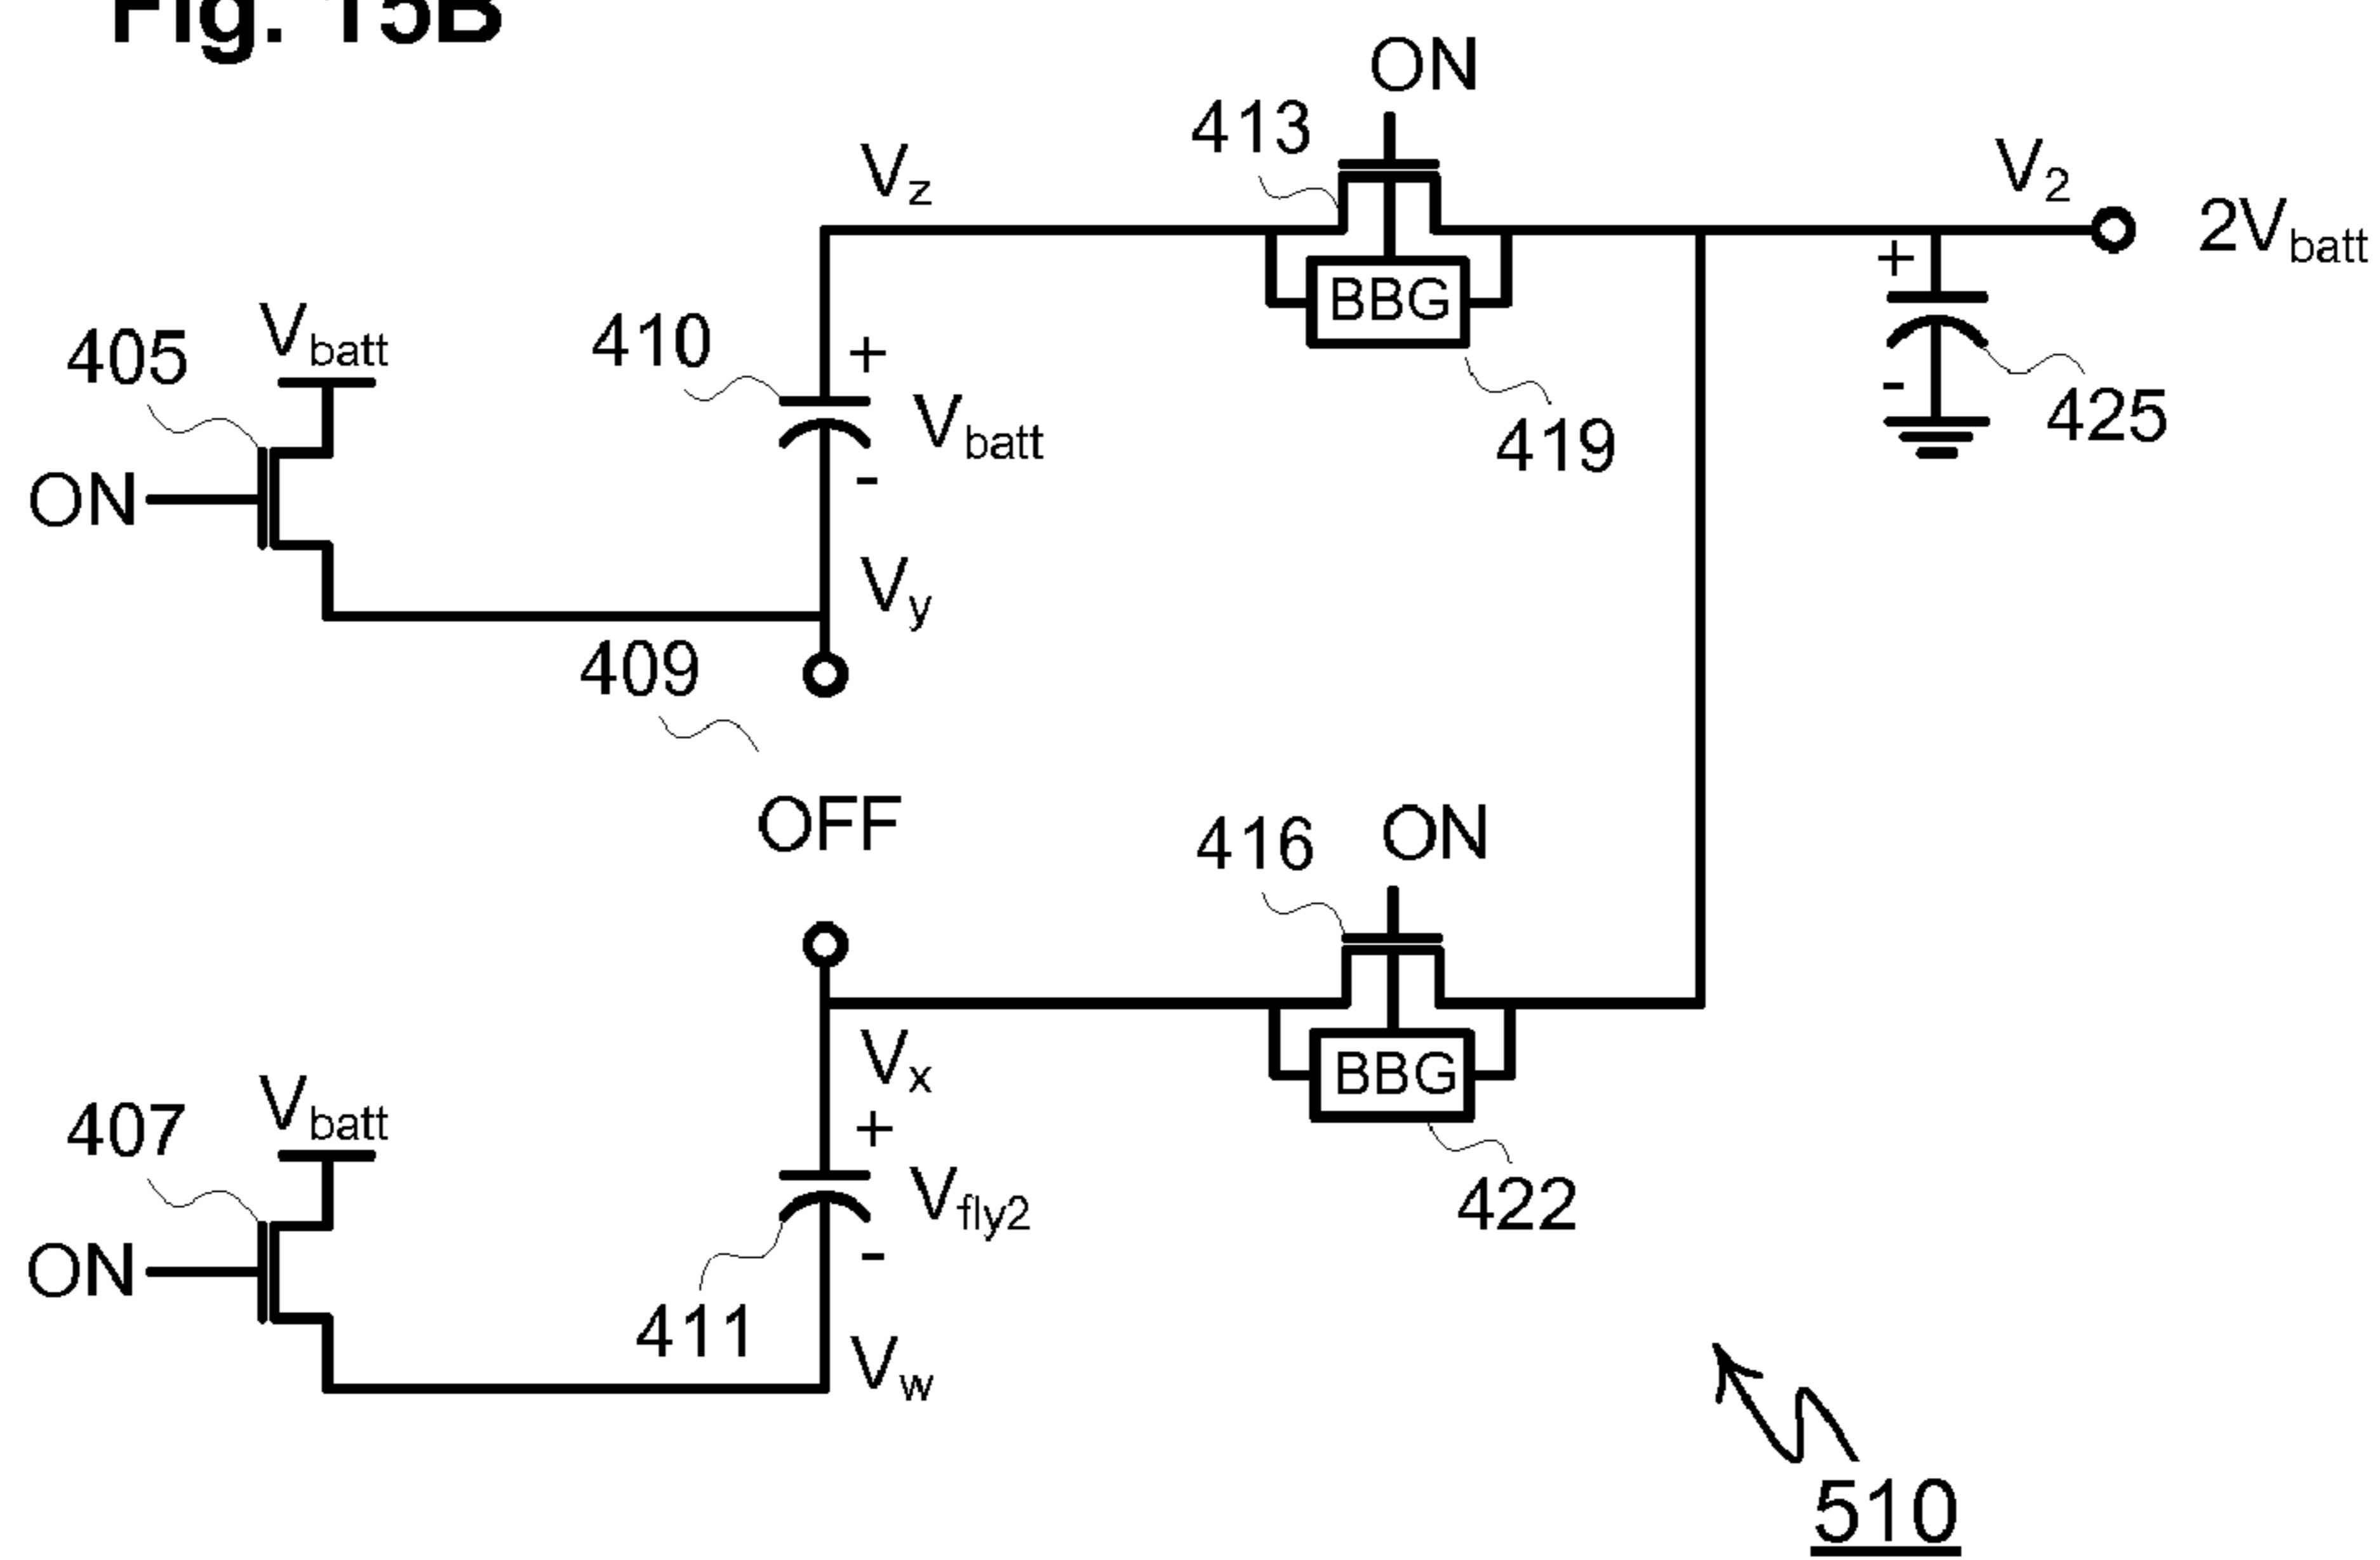 Fig. 15B
ON
413
Vz
V2
2Vbatt
+
BBG
405
Vbatt
410
+
Vbatt
-
-
425
419
ON
Vy
409
OFF
416
ON
Vx
BBG
407
Vbatt
+
Vfly2
-
422
ON
411
Vw
510